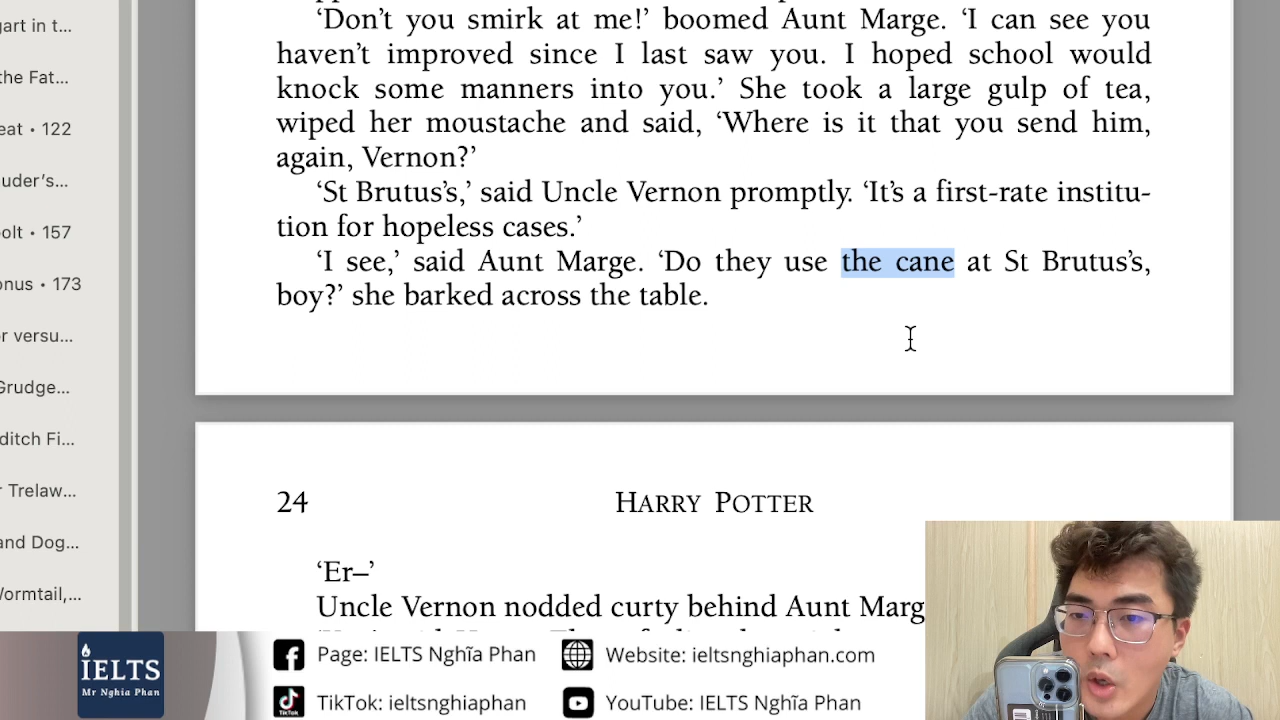 gart in t...
the Fat...
eat • 122
uder's...
olt • 157
onus • 173
r versu...
Grudge...
ditch Fi...
r Trelaw...
and Dog...
Wormtail,...
'Don't you smirk at me!' boomed Aunt Marge. 'I can see you
haven't improved since I last saw you. I hoped school would
knock some manners into you.' She took a large gulp of tea,
wiped her moustache and said, 'Where is it that you send him,
again, Vernon?'
'St Brutus's,' said Uncle Vernon promptly. 'It's a first-rate institu-
tion for hopeless cases.'
'I see,' said Aunt Marge. 'Do they use the cane at St Brutus's,
boy?' she barked across the table.
24 HARRY POTTER
'Er–'
Uncle Vernon nodded curty behind Aunt Marg
IELTS
Mr Nghia Phan
Page: IELTS Nghĩa Phan
Website: ieltsnghiaphan.com
TikTok
TikTok: ieltsnghiaphan
YouTube: IELTS Nghĩa Phan